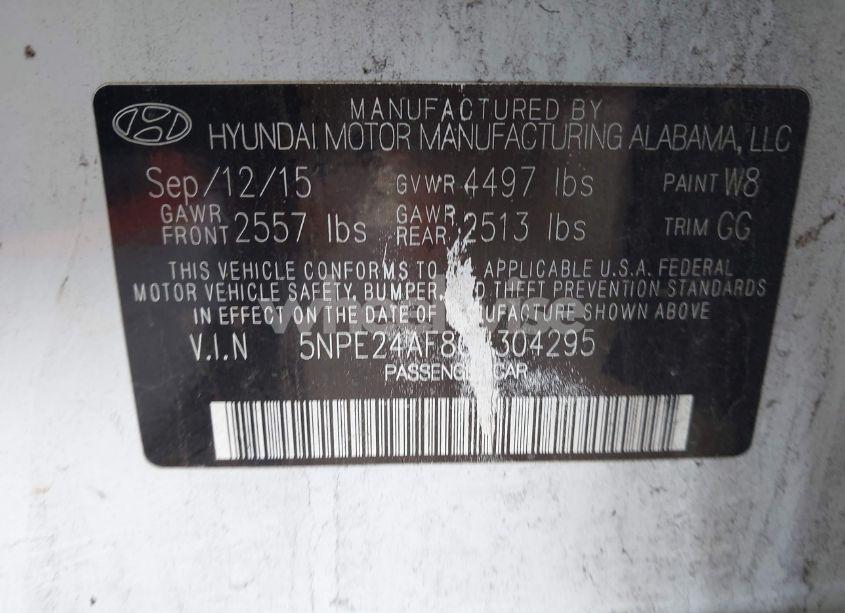 MANUFACTURED BY
HYUNDAI MOTOR MANUFACTURING ALABAMA, LLC
Sep/12/15 GVWR 4497 lbs PAINT W8
GAWR FRONT 2557 lbs GAWR REAR 2513 lbs TRIM GG
THIS VEHICLE CONFORMS TO APPLICABLE U.S.A. FEDERAL
MOTOR VEHICLE SAFETY, BUMPER, THEFT PREVENTION STANDARDS
IN EFFECT ON THE DATE OF MANUFACTURE SHOWN ABOVE.
V.I.N
PASSENGER CAR